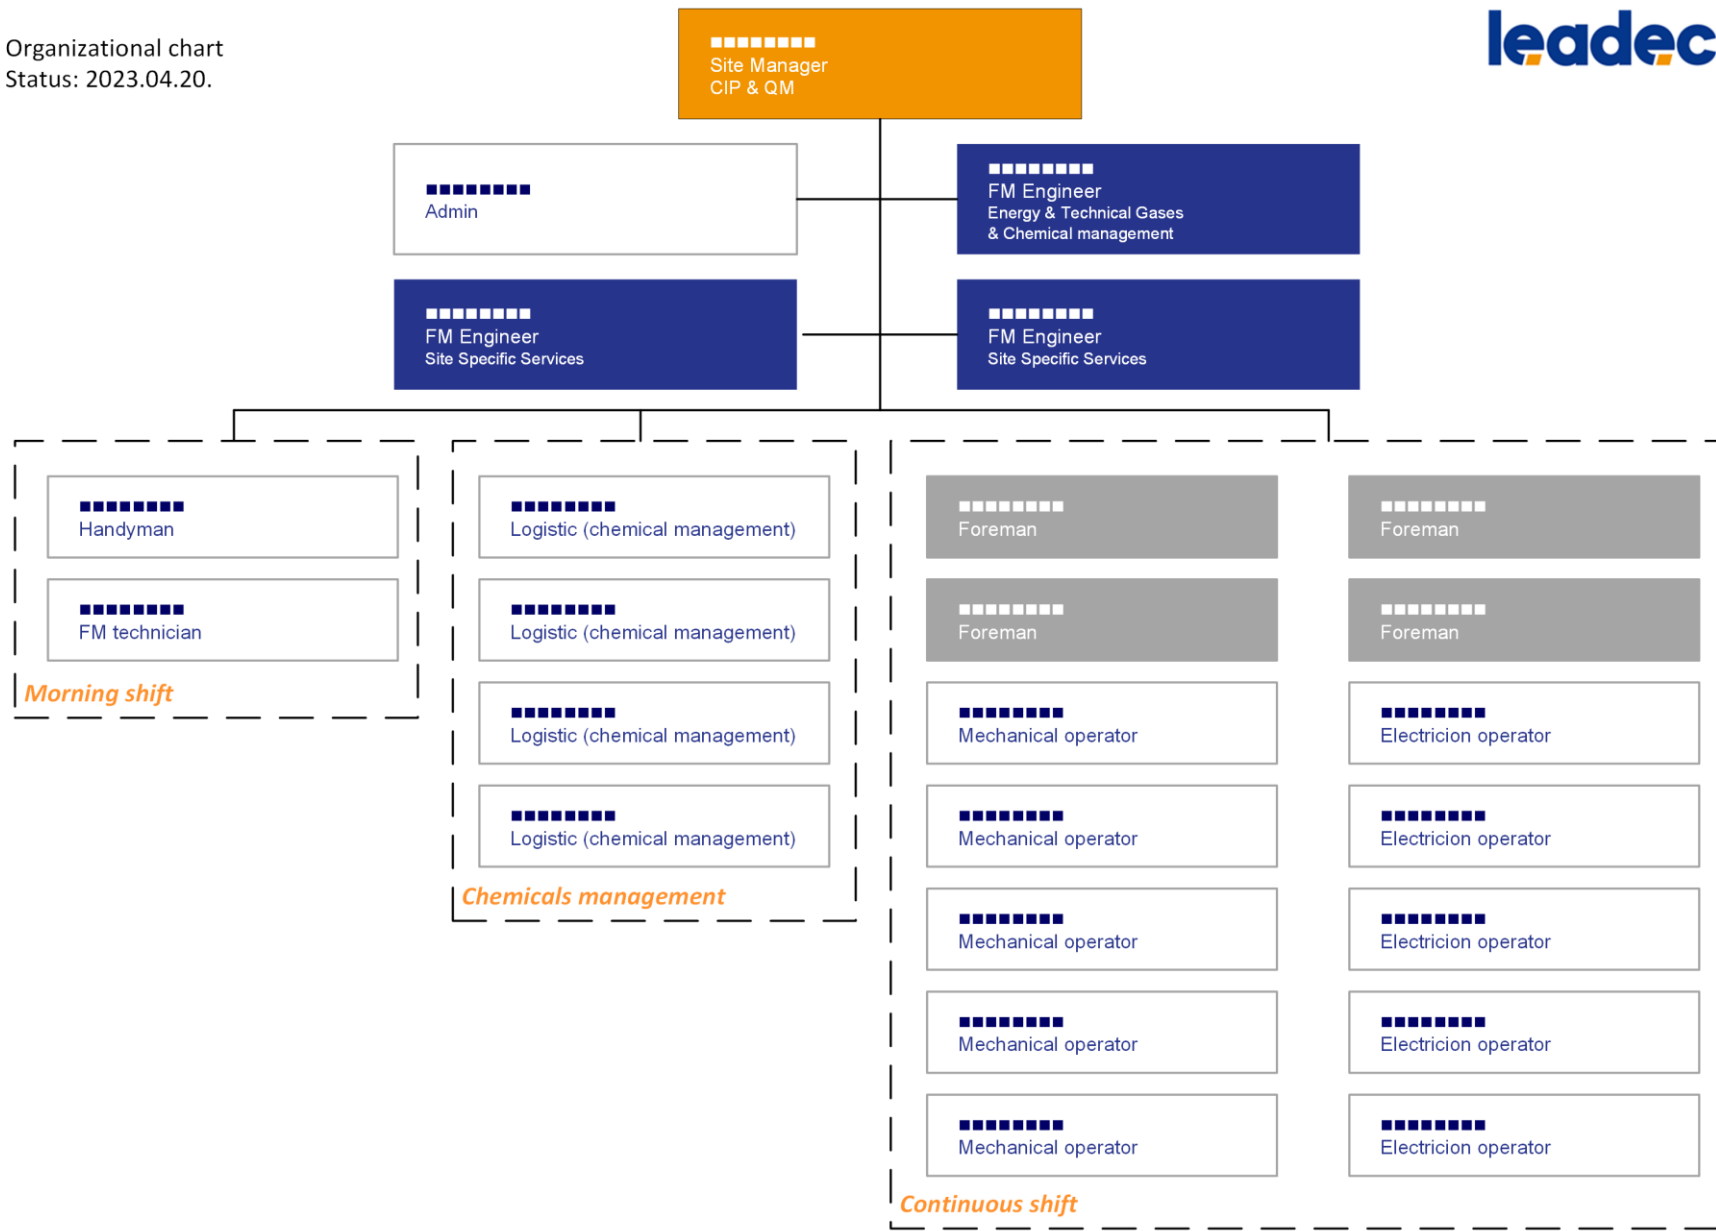 Organizational chart
Status: 2023.04.20.
leadec
Site Manager
CIP & QM
Admin
FM Engineer
Energy & Technical Gases
& Chemical management
FM Engineer
Site Specific Services
FM Engineer
Site Specific Services
Handyman
FM technician
Morning shift
Logistic (chemical management)
Logistic (chemical management)
Logistic (chemical management)
Logistic (chemical management)
Chemicals management
Foreman
Foreman
Foreman
Foreman
Mechanical operator
Electricion operator
Mechanical operator
Electricion operator
Mechanical operator
Electricion operator
Mechanical operator
Electricion operator
Mechanical operator
Electricion operator
Continuous shift